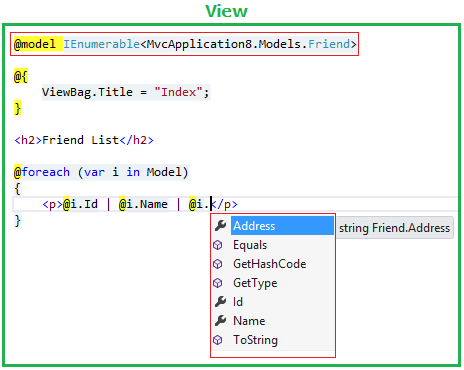 View
@model IEnumerable<MvcApplication8.Models.Friend>
@{
ViewBag.Title = "Index";
}
<h2>Friend List</h2>
@foreach (var i in Model)
{
<p>@i.Id | @i.Name | @i.</p>
}
Address
string Friend.Address
Equals
GetHashCode
GetType
Id
Name
ToString